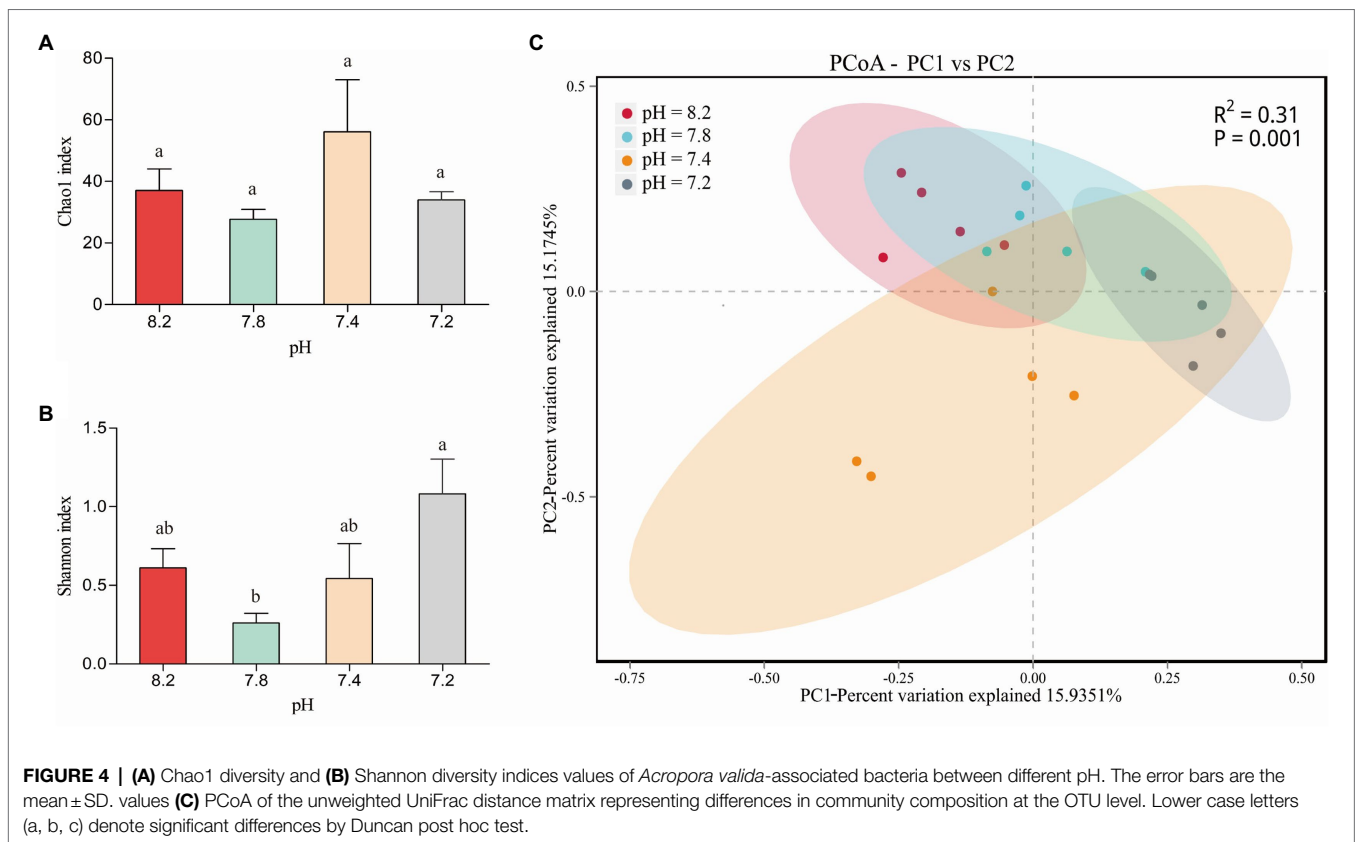 A
80
60
40
20
0
Chao1 index
a
a
a
a
8.2
7.8
7.4
7.2
pH
B
1.5
1.0
0.5
0.0
Shannon index
ab
b
ab
a
8.2
7.8
7.4
7.2
pH
C
PCoA - PC1 vs PC2
pH = 8.2
pH = 7.8
pH = 7.4
pH = 7.2
R² = 0.31
P = 0.001
0.5
0.0
-0.5
PC2-Percent variation explained 15.1745%
-0.75
-0.50
-0.25
0.00
0.25
0.50
PC1-Percent variation explained 15.9351%
FIGURE 4 | (A) Chao1 diversity and (B) Shannon diversity indices values of Acropora valida-associated bacteria between different pH. The error bars are the
mean ± SD. values (C) PCoA of the unweighted UniFrac distance matrix representing differences in community composition at the OTU level. Lower case letters
(a, b, c) denote significant differences by Duncan post hoc test.